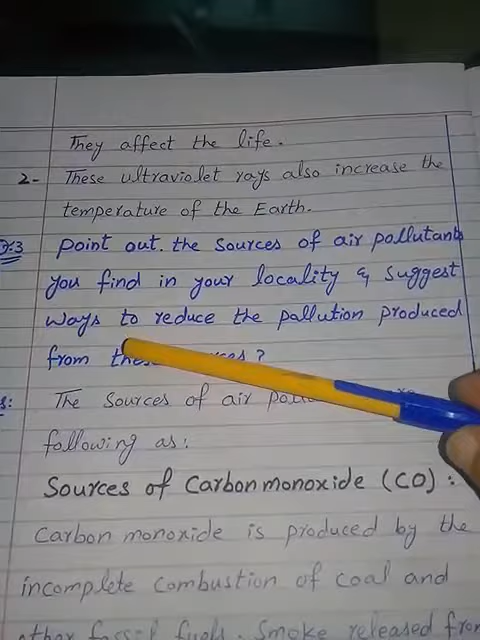 They affect the life.
2- These ultraviolet rays also increase the
temperature of the Earth.
Q:3 Point out the sources of air pollutants
you find in your locality & suggest
ways to reduce the pollution produced
from these ?
The sources of air
following as:
Sources of Carbon monoxide (CO):
Carbon monoxide is produced by the
incomplete combustion of coal and
other fossil fuels. Smoke released from